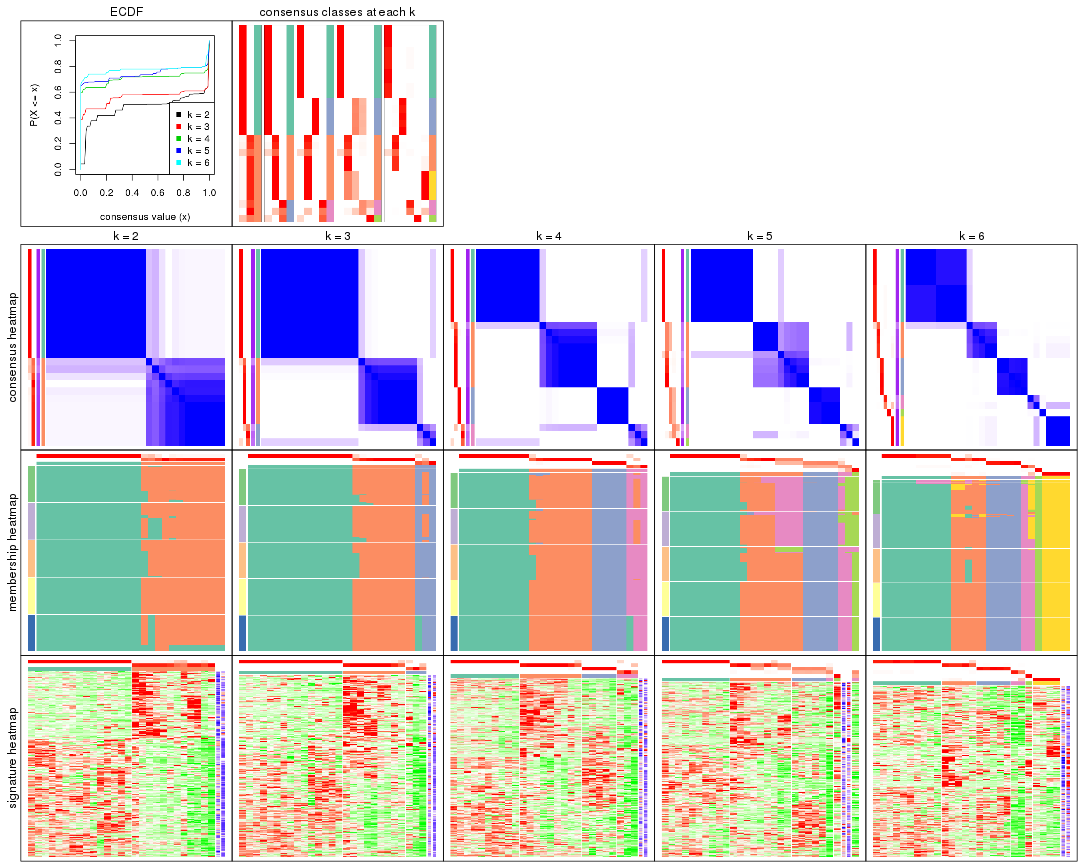 ECDF
consensus classes at each k
P(X <= x)
1.0
0.8
0.6
0.4
0.2
0.0
k = 2
k = 3
k = 4
k = 5
k = 6
0.0 0.2 0.4 0.6 0.8 1.0
consensus value (x)
k = 2
k = 3
k = 4
k = 5
k = 6
consensus heatmap
membership heatmap
signature heatmap